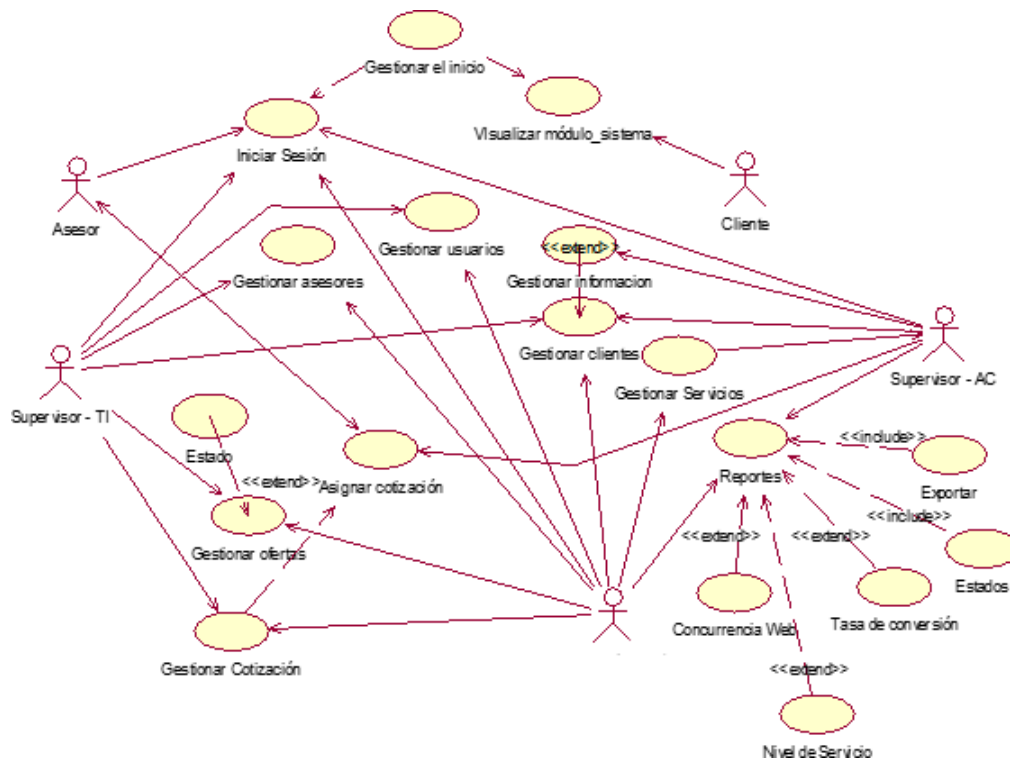 Gestionar el inicio
VIsualizar módulo_sistema
Iniciar Sesión
Asesor
Cliente
Gestionar usuarios
<<extend>>
Gestionar asesores
Gestionar informacion
Gestionar clientes
Gestionar Servicios
Supervisor - AC
Supervisor - TI
Estado
<<extend>>
Asignar cotización
Reportes
<<include>>
Exportar
<<include>>
Gestionar ofertas
<<extend>>
<<extend>>
Estados
Concurrencia Web
Tasa de conversión
Gestionar Cotización
<<extend>>
Nivel de Servicio